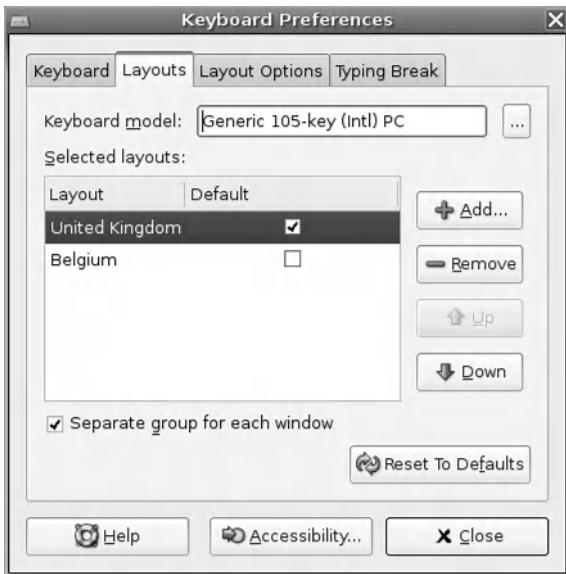 Keyboard Preferences
Keyboard Layouts Layout Options Typing Break
Keyboard model: Generic 105-key (Intl) PC ...
Selected layouts:
Layout Default
United Kingdom
Belgium
Add...
Remove
Up
Down
Separate group for each window
Reset To Defaults
Help Accessibility... Close